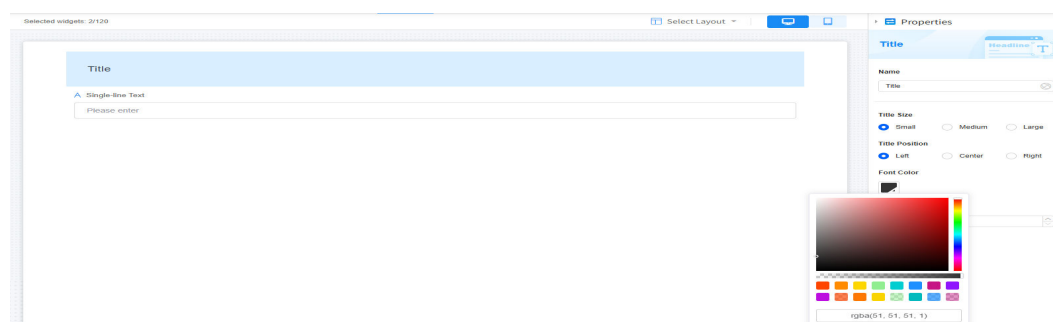 Selected widgets: 2/120
Select Layout
Properties
Title
Headline
T
Title
A Single-line Text
Please enter
Name
Title
Title Size
Small Medium Large
Title Position
Left Center Right
Font Color
rgba(51, 51, 51, 1)